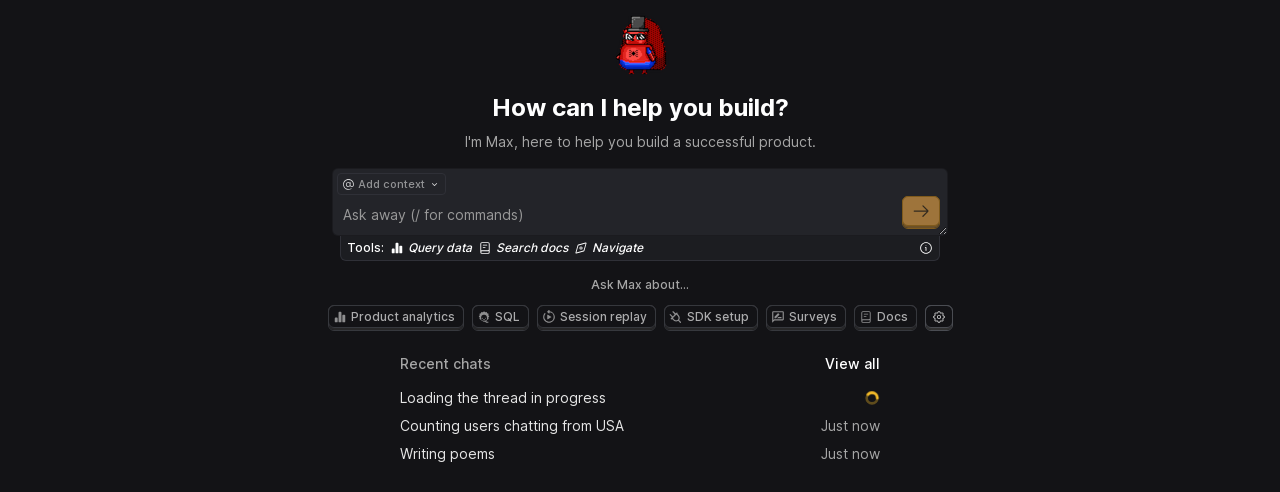 How can I help you build?
I'm Max, here to help you build a successful product.
@ Add context
Ask away (/ for commands)
Tools: Query data Search docs Navigate
Ask Max about...
Product analytics SQL Session replay SDK setup Surveys Docs
Recent chats View all
Loading the thread in progress
Counting users chatting from USA Just now
Writing poems Just now